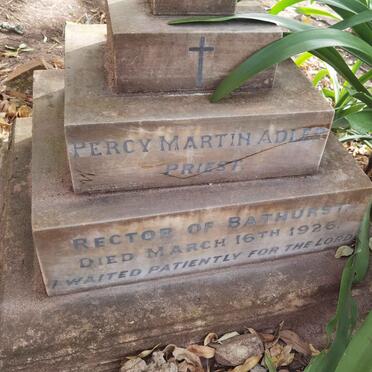 PERCY MARTIN ADLER
PRIEST
RECTOR OF BATHURST
DIED MARCH 16TH 1926
I WAITED PATIENTLY FOR THE LORD